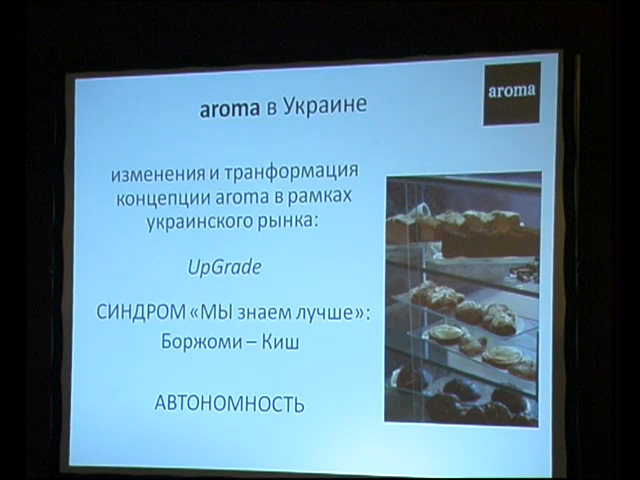 aroma в Украине
aroma
изменения и транформация
концепции aroma в рамках
украинского рынка:
UpGrade
СИНДРОМ «МЫ знаем лучше»:
Боржоми – Киш
АВТОНОМНОСТЬ